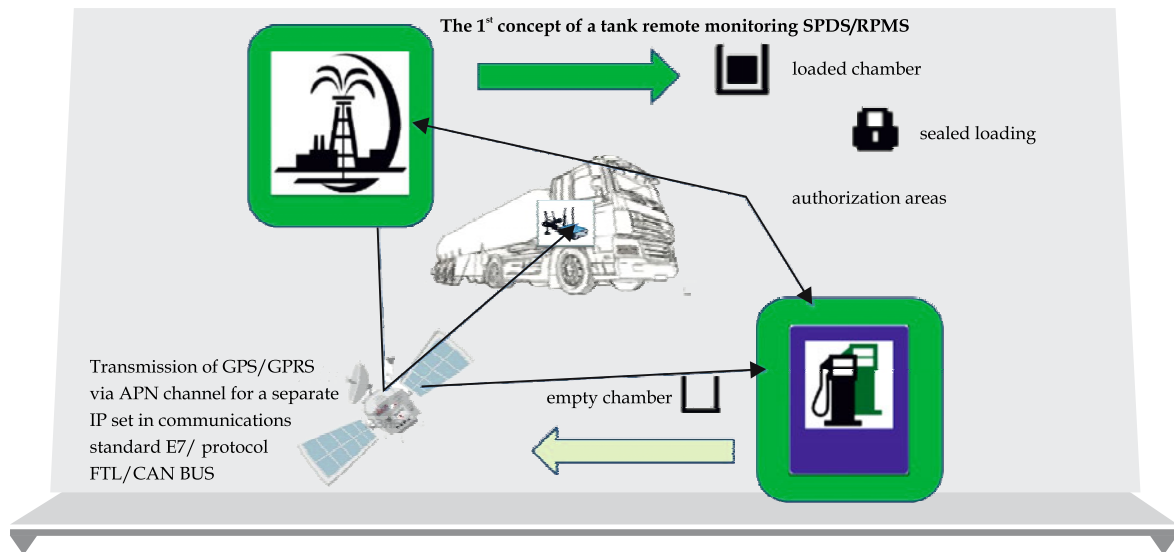 The 1st concept of a tank remote monitoring SPDS/RPMS
loaded chamber
sealed loading
authorization areas
Transmission of GPS/GPRS
via APN channel for a separate
IP set in communications
standard E7/ protocol
FTL/CAN BUS
empty chamber